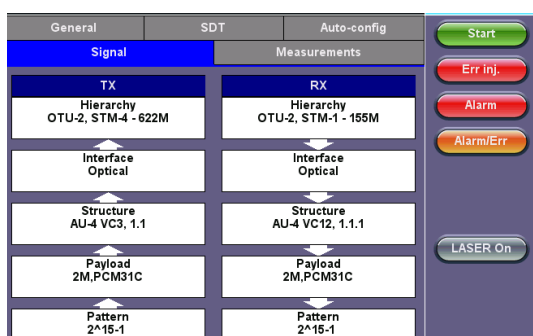 General
SDT
Auto-config
Signal
Measurements
TX
Hierarchy
OTU-2, STM-4 - 622M
Interface
Optical
Structure
AU-4 VC3, 1.1
Payload
2M,PCM31C
Pattern
2^15-1
RX
Hierarchy
OTU-2, STM-1 - 155M
Interface
Optical
Structure
AU-4 VC12, 1.1.1
Payload
2M,PCM31C
Pattern
2^15-1
Start
Err inj.
Alarm
Alarm/Err
LASER On